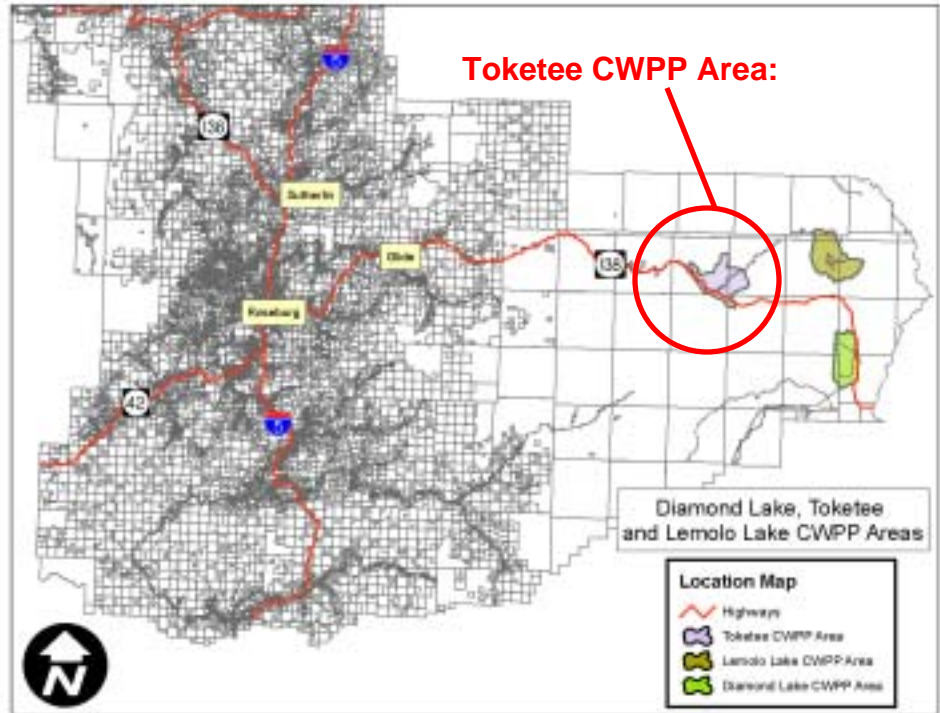 Toketee CWPP Area:
5
138
Sutherlin
Glide
138
Roseburg
42
5
Diamond Lake, Toketee
and Lemolo Lake CWPP Areas
Location Map
Highways
Toketee CWPP Area
Lemolo Lake CWPP Area
Diamond Lake CWPP Area
N